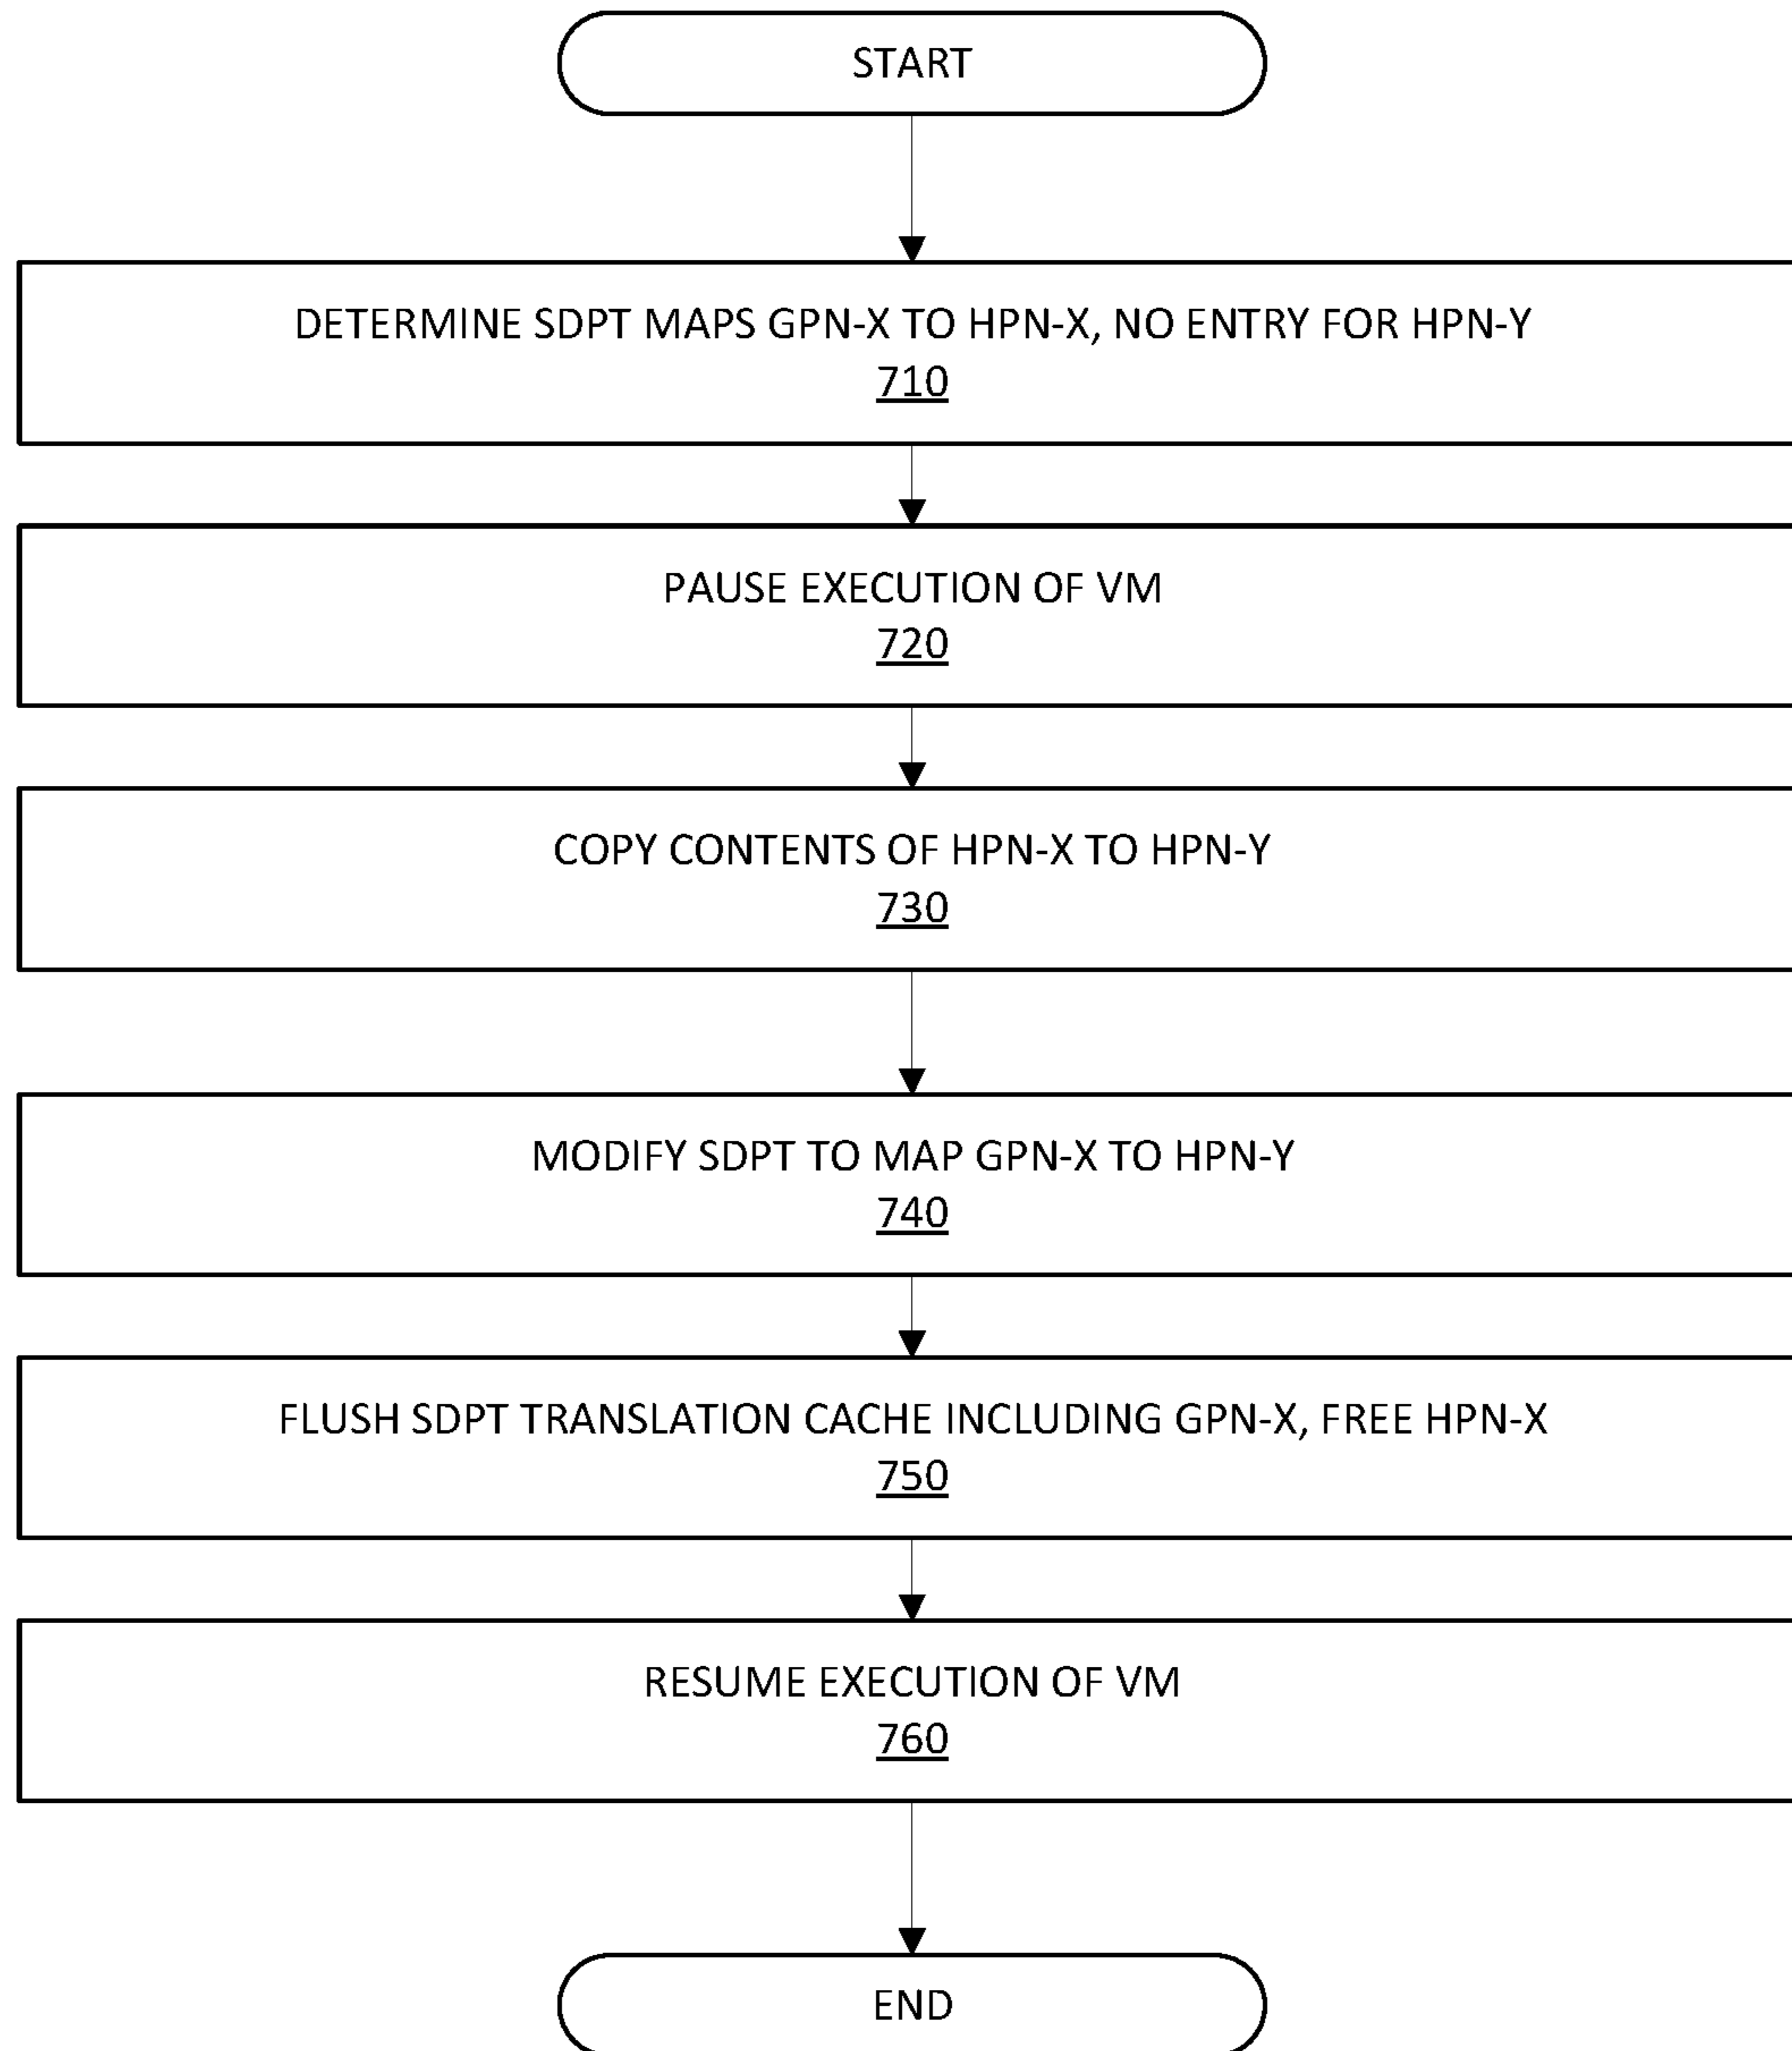 START
DETERMINE SDPT MAPS GPN-X TO HPN-X, NO ENTRY FOR HPN-Y
710
PAUSE EXECUTION OF VM
720
COPY CONTENTS OF HPN-X TO HPN-Y
730
MODIFY SDPT TO MAP GPN-X TO HPN-Y
740
FLUSH SDPT TRANSLATION CACHE INCLUDING GPN-X, FREE HPN-X
750
RESUME EXECUTION OF VM
760
END